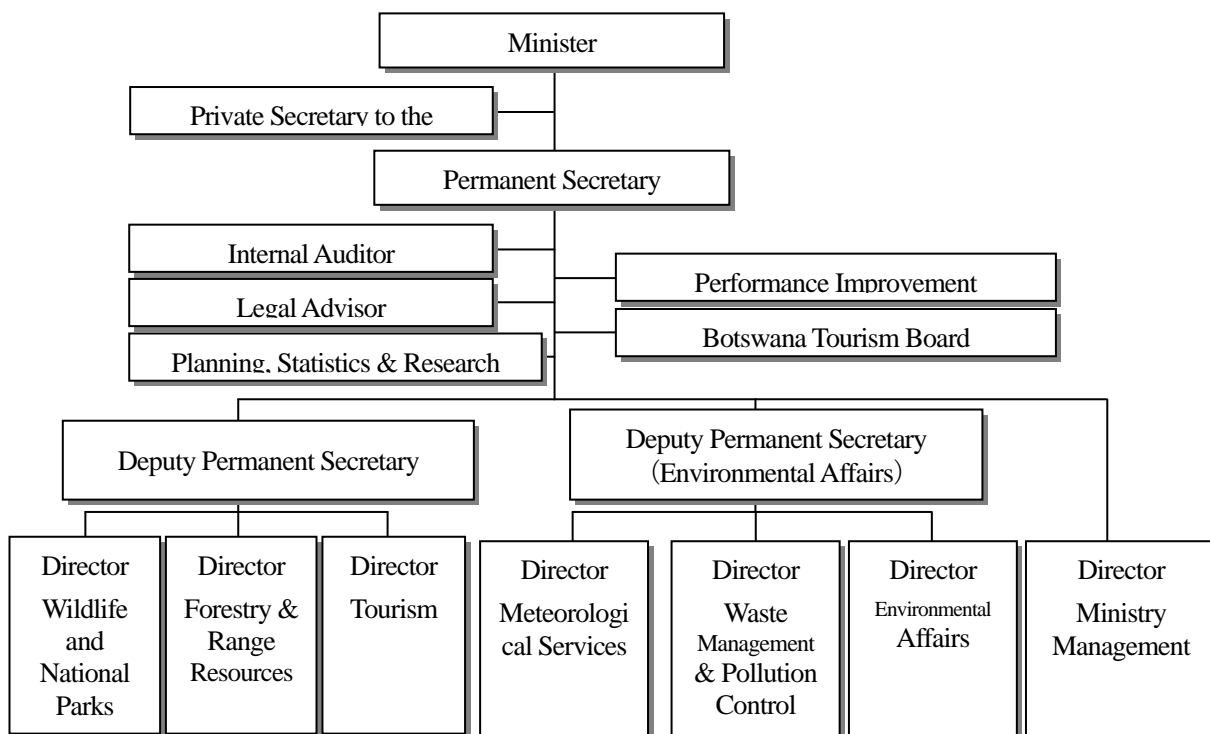 Minister
Private Secretary to the
Permanent Secretary
Internal Auditor
Performance Improvement
Legal Advisor
Botswana Tourism Board
Planning, Statistics & Research
Deputy Permanent Secretary
Deputy Permanent Secretary
（Environmental Affairs）
Director
Wildlife
and
National
Parks
Director
Forestry &
Range
Resources
Director
Tourism
Director
Meteorologi
cal Services
Director
Waste
Management
& Pollution
Control
Director
Environmental
Affairs
Director
Ministry
Management